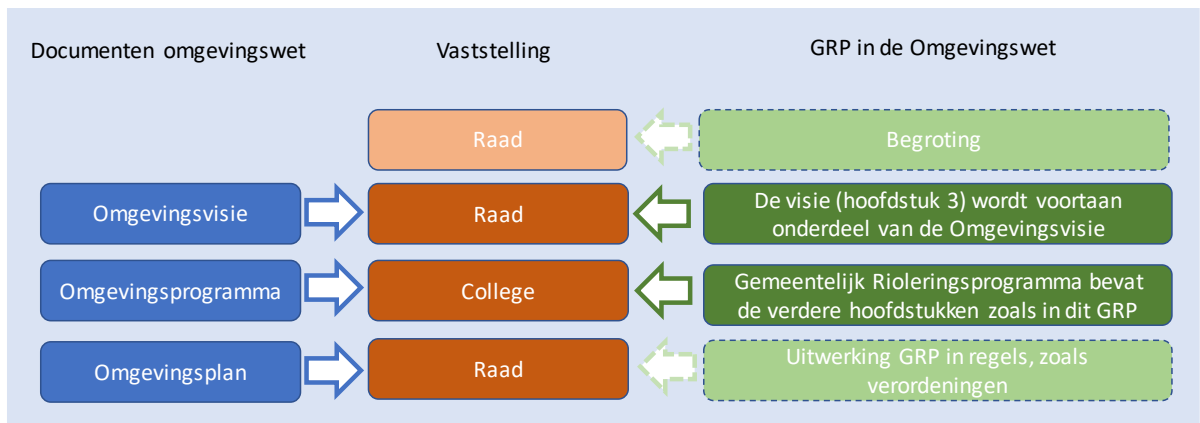 Documenten omgevingswet
Vaststelling
GRP in de Omgevingswet
Raad
Begroting
Omgevingsvisie
Raad
De visie (hoofdstuk 3) wordt voortaan
onderdeel van de Omgevingsvisie
Omgevingsprogramma
College
Gemeentelijk Rioleringsprogramma bevat
de verdere hoofdstukken zoals in dit GRP
Omgevingsplan
Raad
Uitwerking GRP in regels, zoals
verordeningen